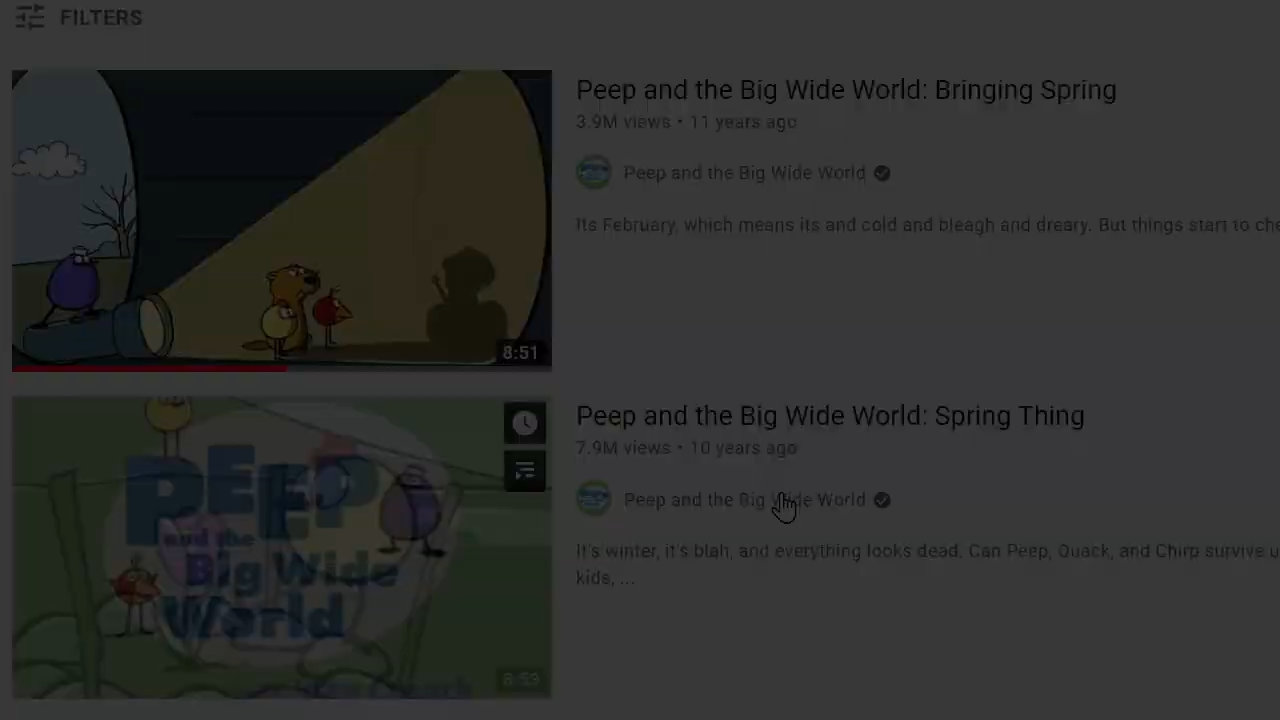 FILTERS
Peep and the Big Wide World: Bringing Spring
3.9M views • 11 years ago
Peep and the Big Wide World
Its February, which means its and cold and bleagh and dreary. But things start to che
8:51
Peep and the Big Wide World: Spring Thing
7.9M views • 10 years ago
Peep and the Big Wide World
It's winter, it's blah, and everything looks dead. Can Peep, Quack, and Chirp survive u
kids, ...
PEEP
and the
Big Wide
World
8:53